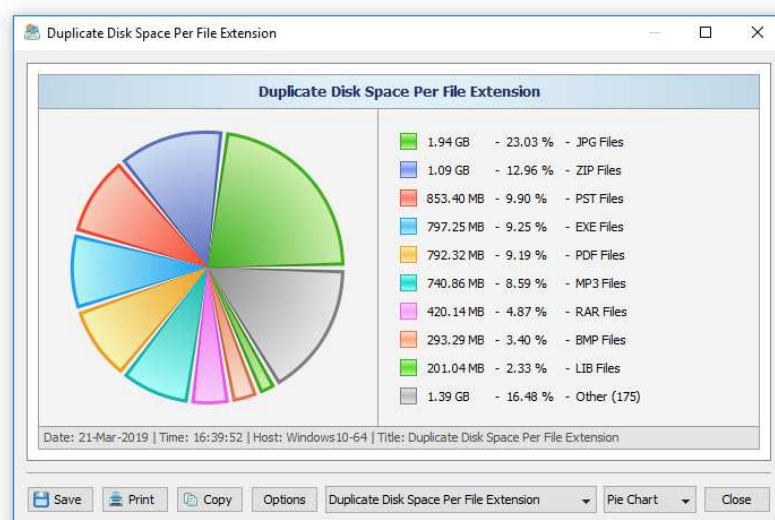 Duplicate Disk Space Per File Extension
Duplicate Disk Space Per File Extension
1.94 GB - 23.03 % - JPG Files
1.09 GB - 12.96 % - ZIP Files
853.40 MB - 9.90 % - PST Files
797.25 MB - 9.25 % - EXE Files
792.32 MB - 9.19 % - PDF Files
740.86 MB - 8.59 % - MP3 Files
420.14 MB - 4.87 % - RAR Files
293.29 MB - 3.40 % - BMP Files
201.04 MB - 2.33 % - LIB Files
1.39 GB - 16.48 % - Other (175)
Date: 21-Mar-2019 | Time: 16:39:52 | Host: Windows10-64 | Title: Duplicate Disk Space Per File Extension
Save Print Copy Options Duplicate Disk Space Per File Extension Pie Chart Close